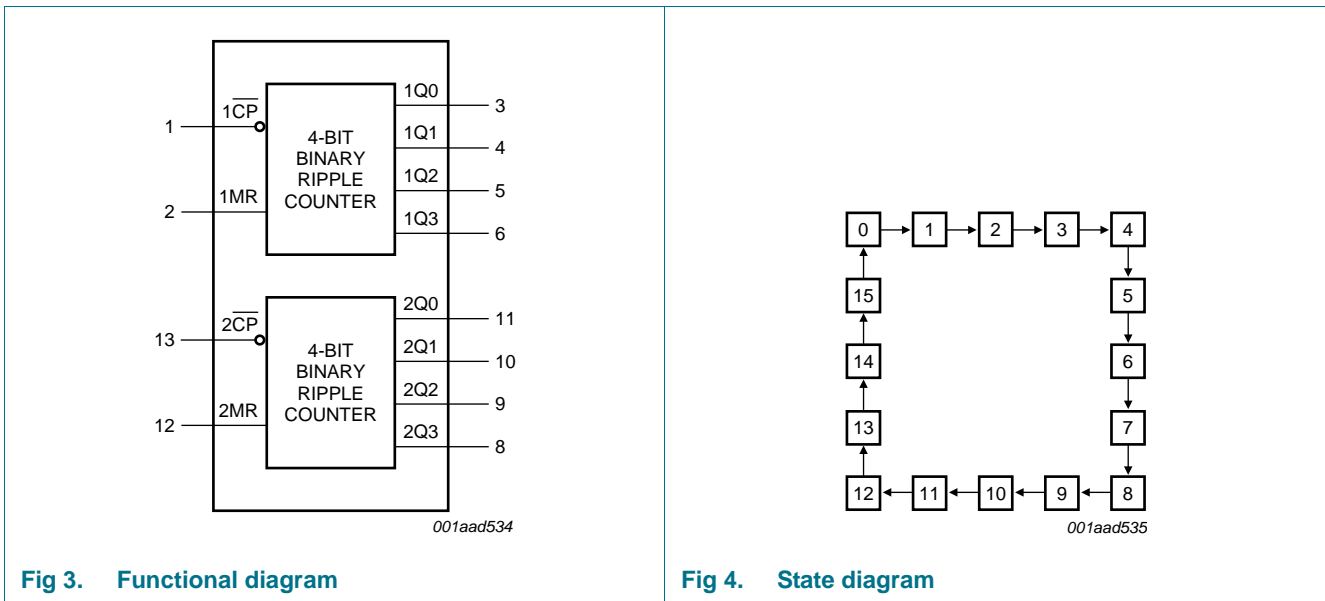 1Q0
1C̅P̅
3
1
4-BIT
1Q1
BINARY
4
RIPPLE
1Q2
COUNTER
5
1MR
1Q3
2
6
2Q0
2C̅P̅
11
13
4-BIT
2Q1
BINARY
10
RIPPLE
2Q2
COUNTER
9
2MR
2Q3
12
8
001aad534
Fig 3. Functional diagram
0 1 2 3 4
15 5
14 6
13 7
12 11 10 9 8
001aad535
Fig 4. State diagram